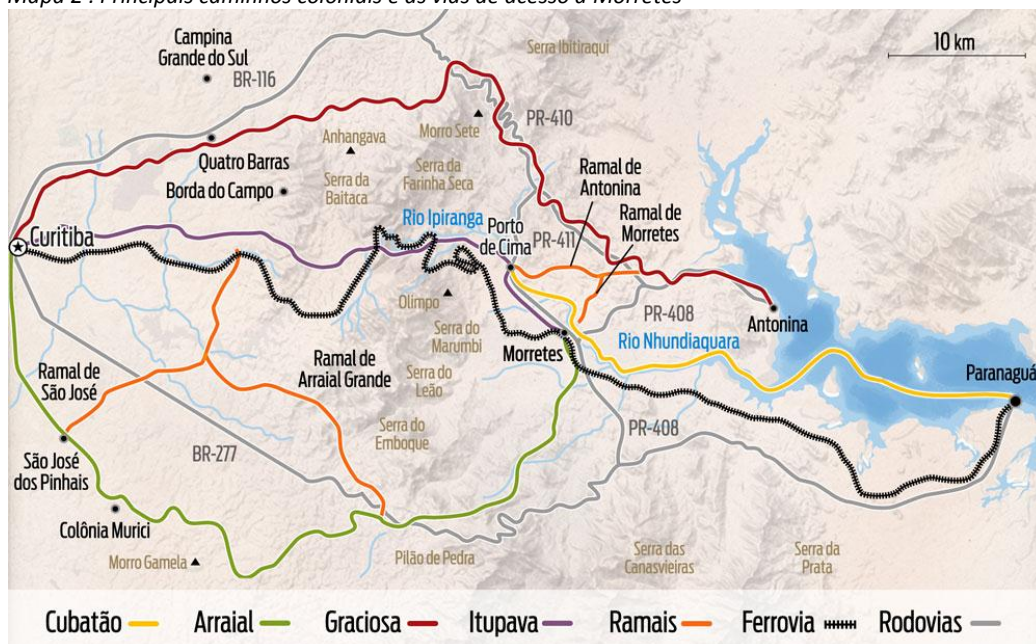 Mapa 2 : Principais caminhos coloniais e as vias de acesso a Morretes
Campina
Grande do Sul
BR-116
Serra Ibitiraqui
10 km
Anhangava
Morro Sete
PR-410
Quatro Barras
Borda do Campo
Serra da
Baitaca
Serra da
Farinha Seca
Ramal de
Antonina
Ramal de
Morretes
Curitiba
Rio Ipiranga
Porto
de Cima
PR-411
Olimpo
PR-408
Antonina
Serra do
Marumbi
Morretes
Rio Nhundiaquara
Ramal de
São José
Ramal de
Arraial Grande
Serra do
Leão
Paranaguá
Serra do
Emboque
PR-408
BR-277
São José
dos Pinhais
Colônia Murici
Morro Gamela
Pilão de Pedra
Serra das
Canasvieiras
Serra da
Prata
Cubatão
Arraial
Graciosa
Itupava
Ramais
Ferrovia
Rodovias